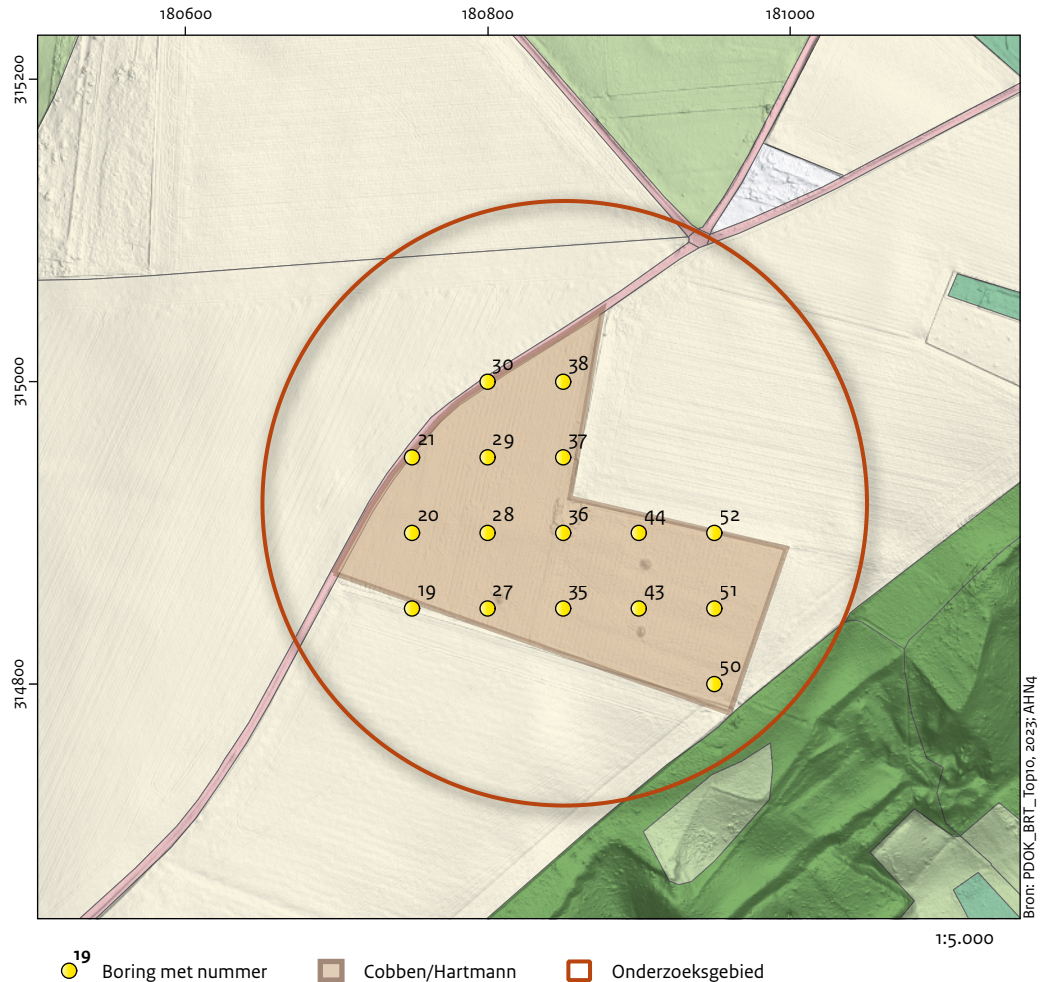 180600 180800 181000
315200
315000
314800
30 38
21 29 37
20 28 36 44 52
19 27 35 43 51
50
Bron: PDOK_BRT_Top10, 2023; AHN4
1:5.000
19 Boring met nummer Cobben/Hartmann Onderzoeksgebied